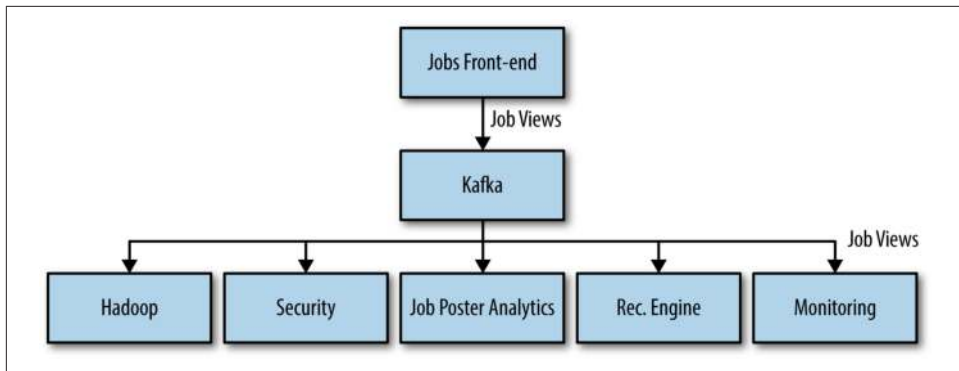 Jobs Front-end
Job Views
Kafka
Job Views
Hadoop
Security
Job Poster Analytics
Rec. Engine
Monitoring